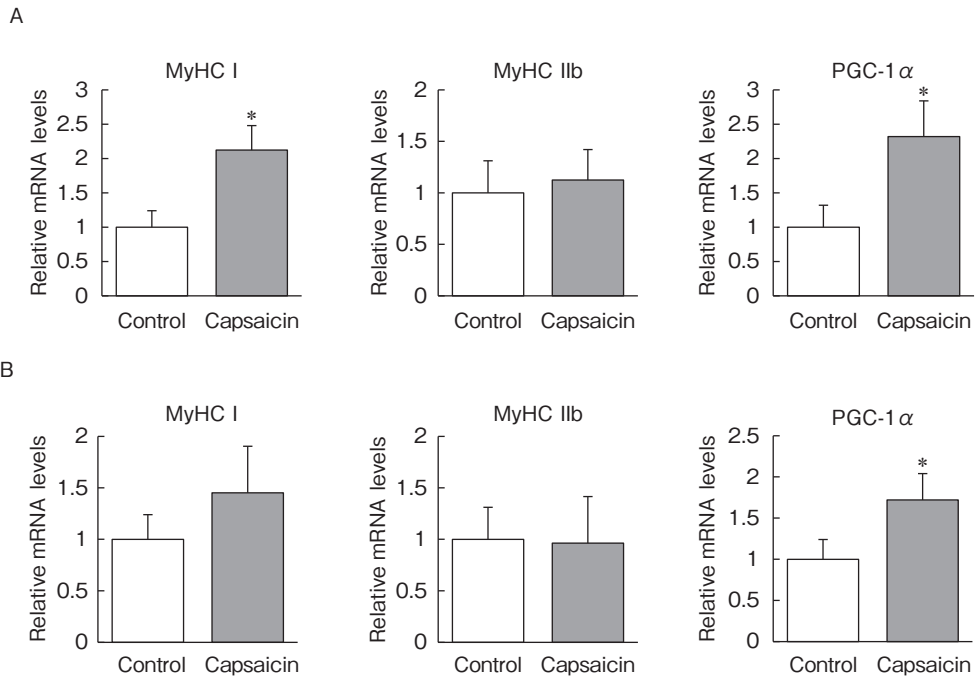 A
MyHC I
Relative mRNA levels
3
2.5
2
1.5
1
0.5
0
*
Control Capsaicin
MyHC IIb
Relative mRNA levels
2
1.5
1
0.5
0
Control Capsaicin
PGC-1α
Relative mRNA levels
3
2.5
2
1.5
1
0.5
0
*
Control Capsaicin
B
MyHC I
Relative mRNA levels
2
1.5
1
0.5
0
Control Capsaicin
MyHC IIb
Relative mRNA levels
2
1.5
1
0.5
0
Control Capsaicin
PGC-1α
Relative mRNA levels
2.5
2
1.5
1
0.5
0
*
Control Capsaicin